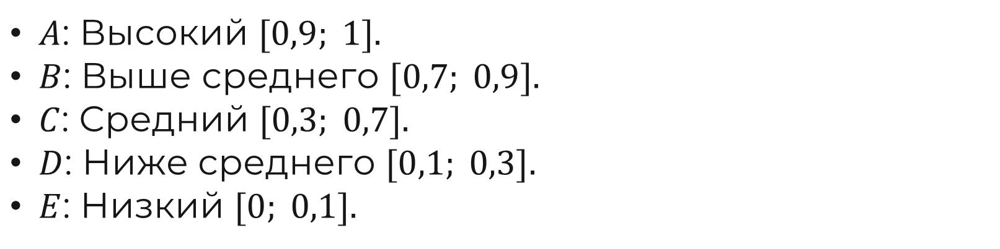 • A: Высокий [0,9; 1].
• B: Выше среднего [0,7; 0,9].
• C: Средний [0,3; 0,7].
• D: Ниже среднего [0,1; 0,3].
• E: Низкий [0; 0,1].